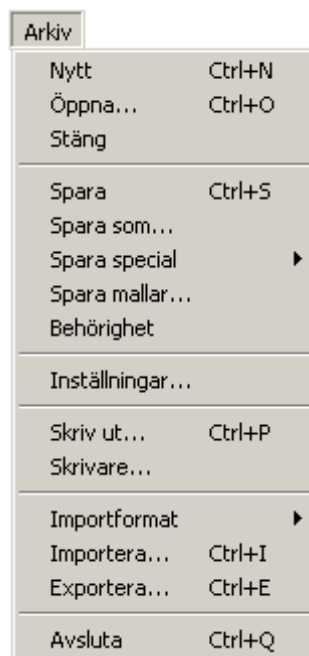 Arkiv
Nytt Ctrl+N
Öppna... Ctrl+O
Stäng
Spara Ctrl+S
Spara som...
Spara special
Spara mallar...
Behörighet
Inställningar...
Skriv ut... Ctrl+P
Skrivare...
Importformat
Importera... Ctrl+I
Exportera... Ctrl+E
Avsluta Ctrl+Q